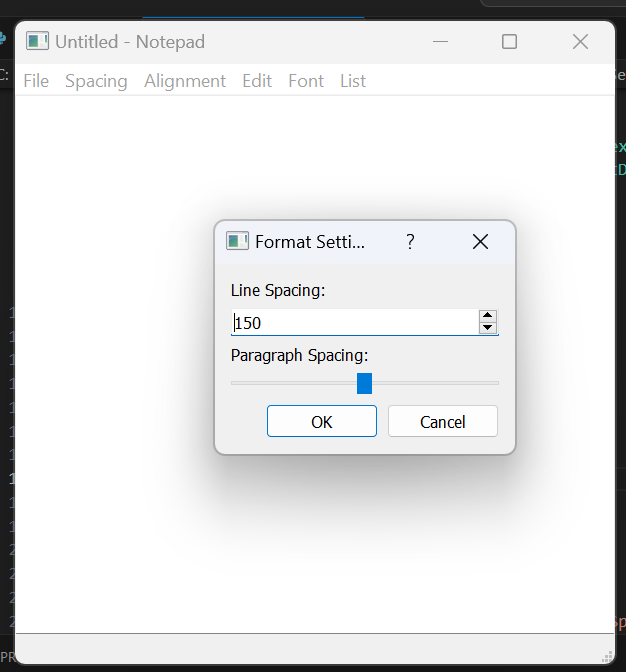 Untitled - Notepad
File Spacing Alignment Edit Font List
Format Setti...
?
Line Spacing:
150
Paragraph Spacing:
OK Cancel